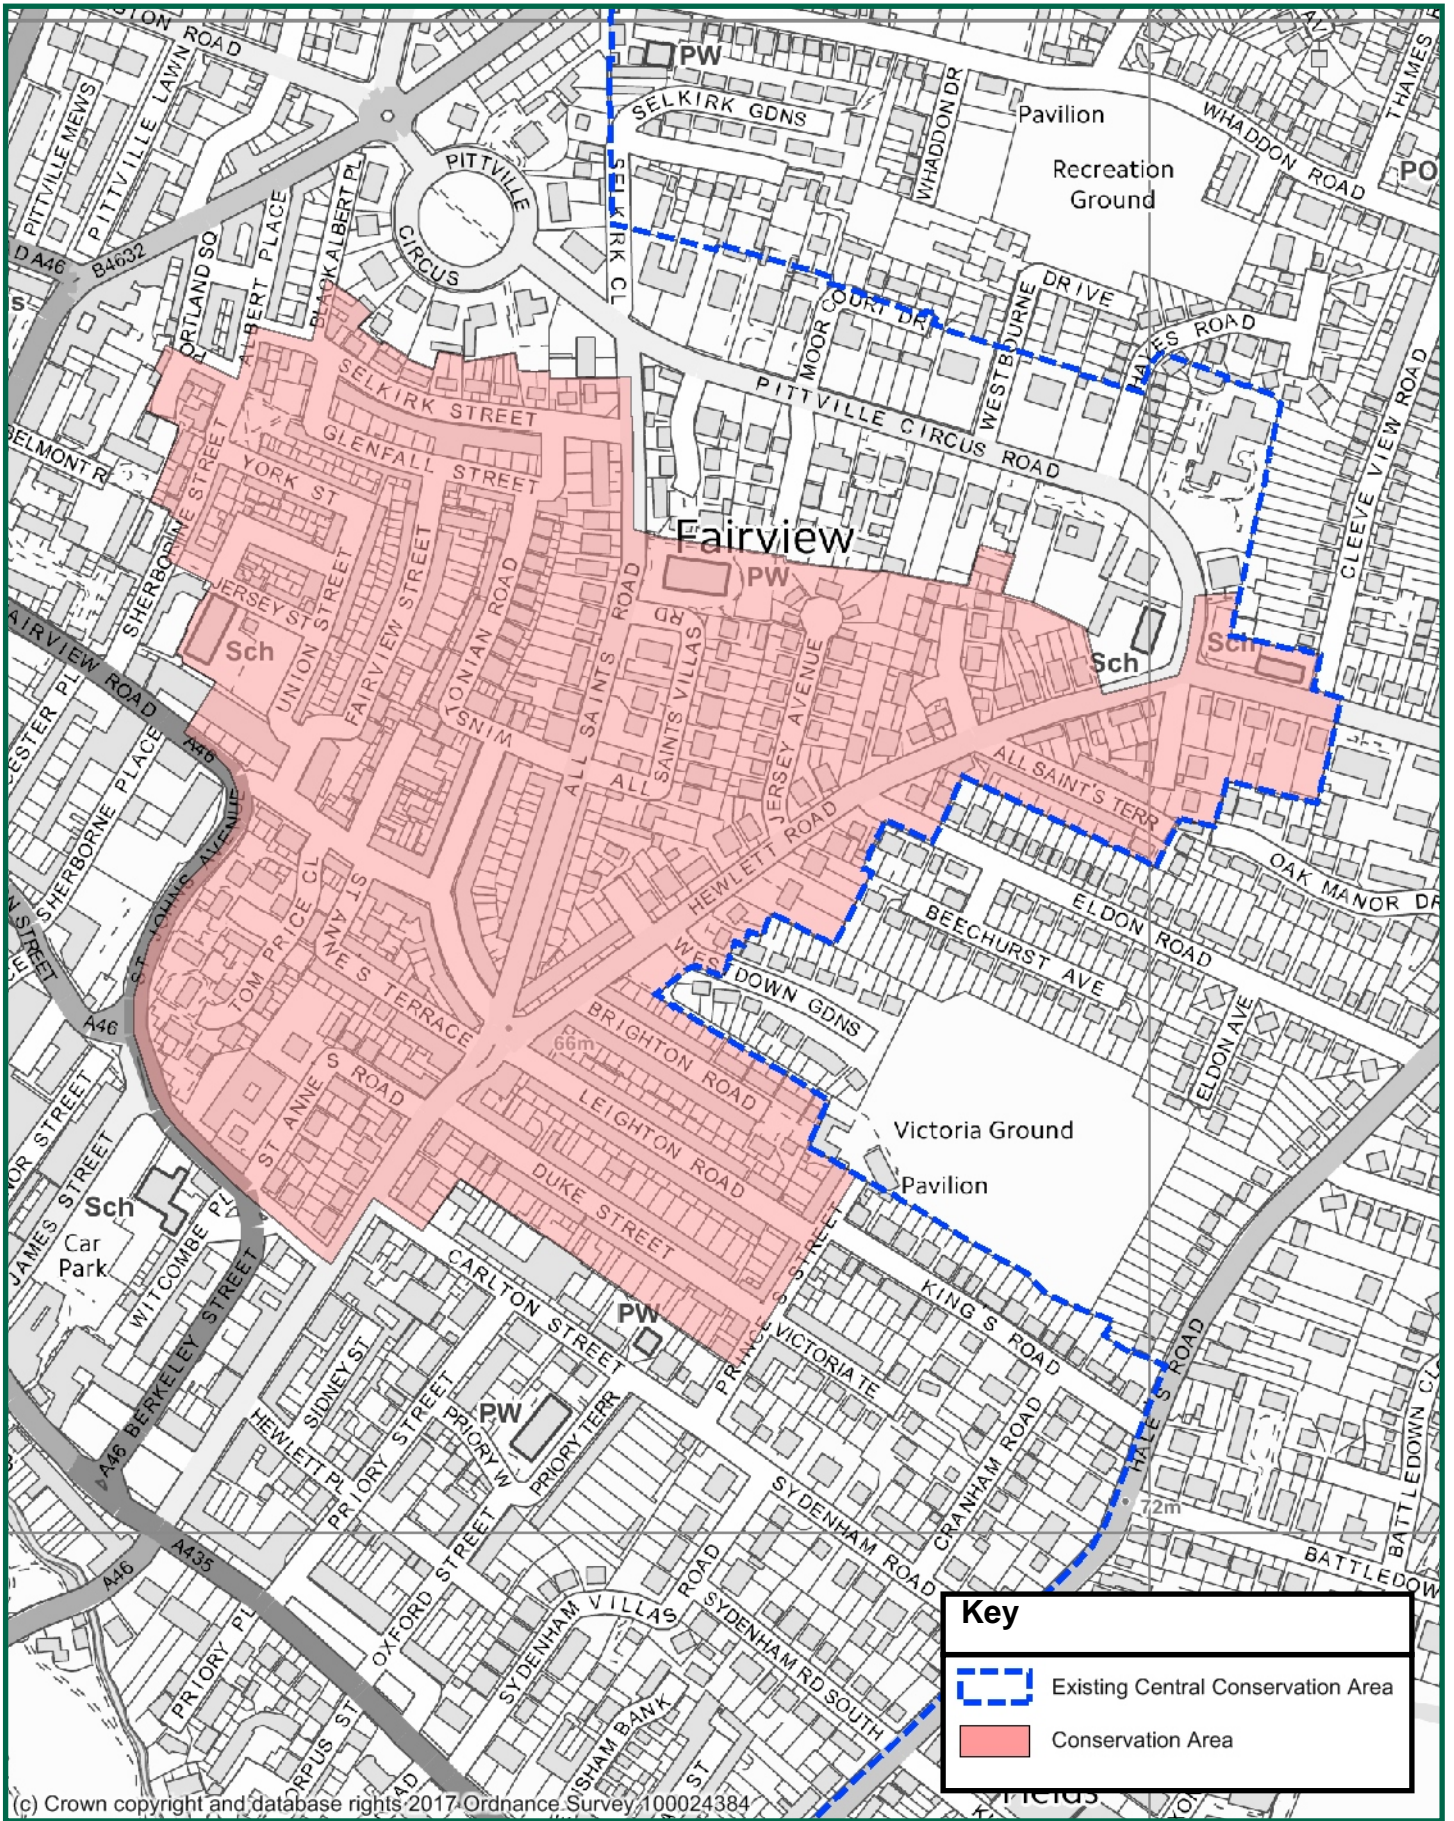 PW
SELKIRK GDNS
WHADDON DR
Pavilion
WHADDON ROAD
THAMES
Recreation
Ground
PO
PITTVILLE MEWS
PITTVILLE LAWN
PITTVILLE
CIRCUS
SELKIRK CL
B4632
A46
PORTLAND SQ
ALBERT PLACE
BLACK ALBERT PL
MOOR COURT DR
WESTBOURNE
DRIVE
HAYES ROAD
CLEVE VIEW ROAD
PITTVILLE CIRCUS ROAD
SELKIRK STREET
GLENFALL STREET
YORK ST
SHERBORNE STREET
JERSEY ST
UNION STREET
FAIRVIEW STREET
WINSTONIAN ROAD
ALL SAINTS ROAD
Fairview
PW
RD
ALL SAINTS VILLAS
JERSEY AVENUE
Sch
Sch
Sch
A46
SHERBORNE PLACE
ST JOHNS AVENUE
TOM PRICE CL
ST ANNE'S TERRACE
HEWLETT ROAD
ALL SAINT'S TERR
OAK MANOR DR
ELDON ROAD
BEECHURST AVE
ELDON AVE
DOWN GDNS
66m
BRIGHTON ROAD
LEIGHTON ROAD
DUKE STREET
ST ANNE S ROAD
Victoria Ground
Pavilion
A46
JAMES STREET
Sch
Car
Park
WITCOMBE PL
A46 BERKELEY STREET
CARLTON STREET
PW
PRINCE S STREET
VICTORIA TE
KING S ROAD
HALE S ROAD
SIDNEY ST
HEWLETT PL
PRIORY STREET
PW
PRIORY W
PRIORY TERR
CRANHAM ROAD
SYDENHAM ROAD
72m
BATTLEDOWN CL
BATTLEDOW
A435
A46
OXFORD STREET
PRIORY PL
SYDENHAM VILLAS ROAD
SYDENHAM RD SOUTH
Key
Existing Central Conservation Area
Conservation Area
(c) Crown copyright and database rights 2017 Ordnance Survey 100024384